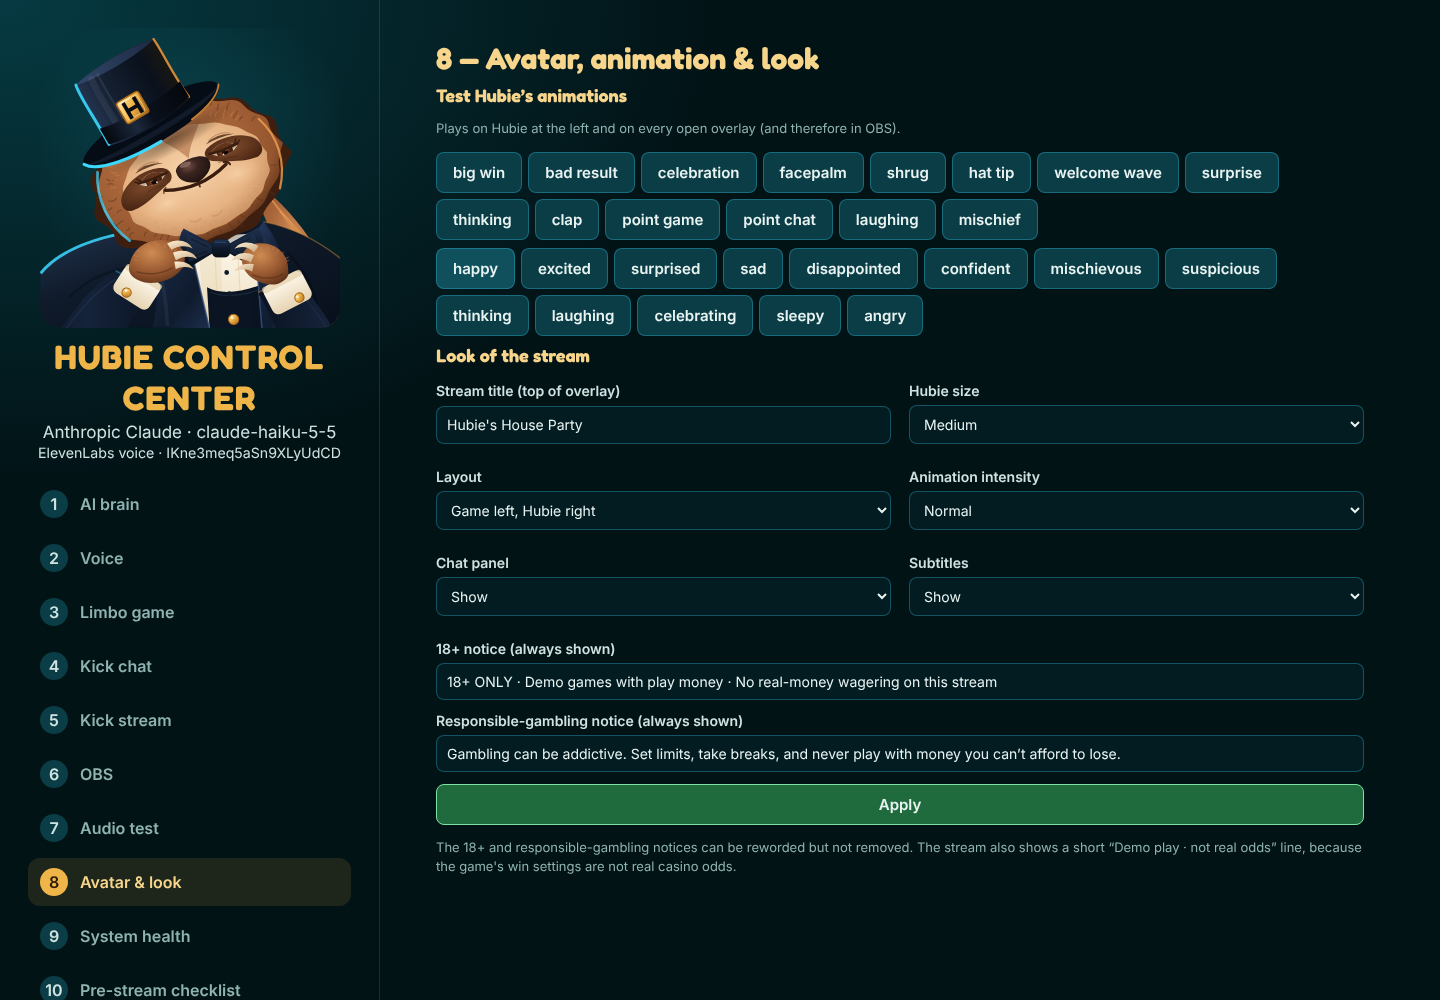 H
HUBIE CONTROL
CENTER
Anthropic Claude · claude-haiku-5-5
ElevenLabs voice · IKne3meq5aSn9XLyUdCD
1 AI brain
2 Voice
3 Limbo game
4 Kick chat
5 Kick stream
6 OBS
7 Audio test
8 Avatar & look
9 System health
10 Pre-stream checklist
8 — Avatar, animation & look
Test Hubie’s animations
Plays on Hubie at the left and on every open overlay (and therefore in OBS).
big win bad result celebration facepalm shrug hat tip welcome wave surprise
thinking clap point game point chat laughing mischief
happy excited surprised sad disappointed confident mischievous suspicious
thinking laughing celebrating sleepy angry
Look of the stream
Stream title (top of overlay) Hubie size
Hubie's House Party Medium
Layout Animation intensity
Game left, Hubie right Normal
Chat panel Subtitles
Show Show
18+ notice (always shown)
18+ ONLY · Demo games with play money · No real-money wagering on this stream
Responsible-gambling notice (always shown)
Gambling can be addictive. Set limits, take breaks, and never play with money you can’t afford to lose.
Apply
The 18+ and responsible-gambling notices can be reworded but not removed. The stream also shows a short “Demo play · not real odds” line, because
the game's win settings are not real casino odds.